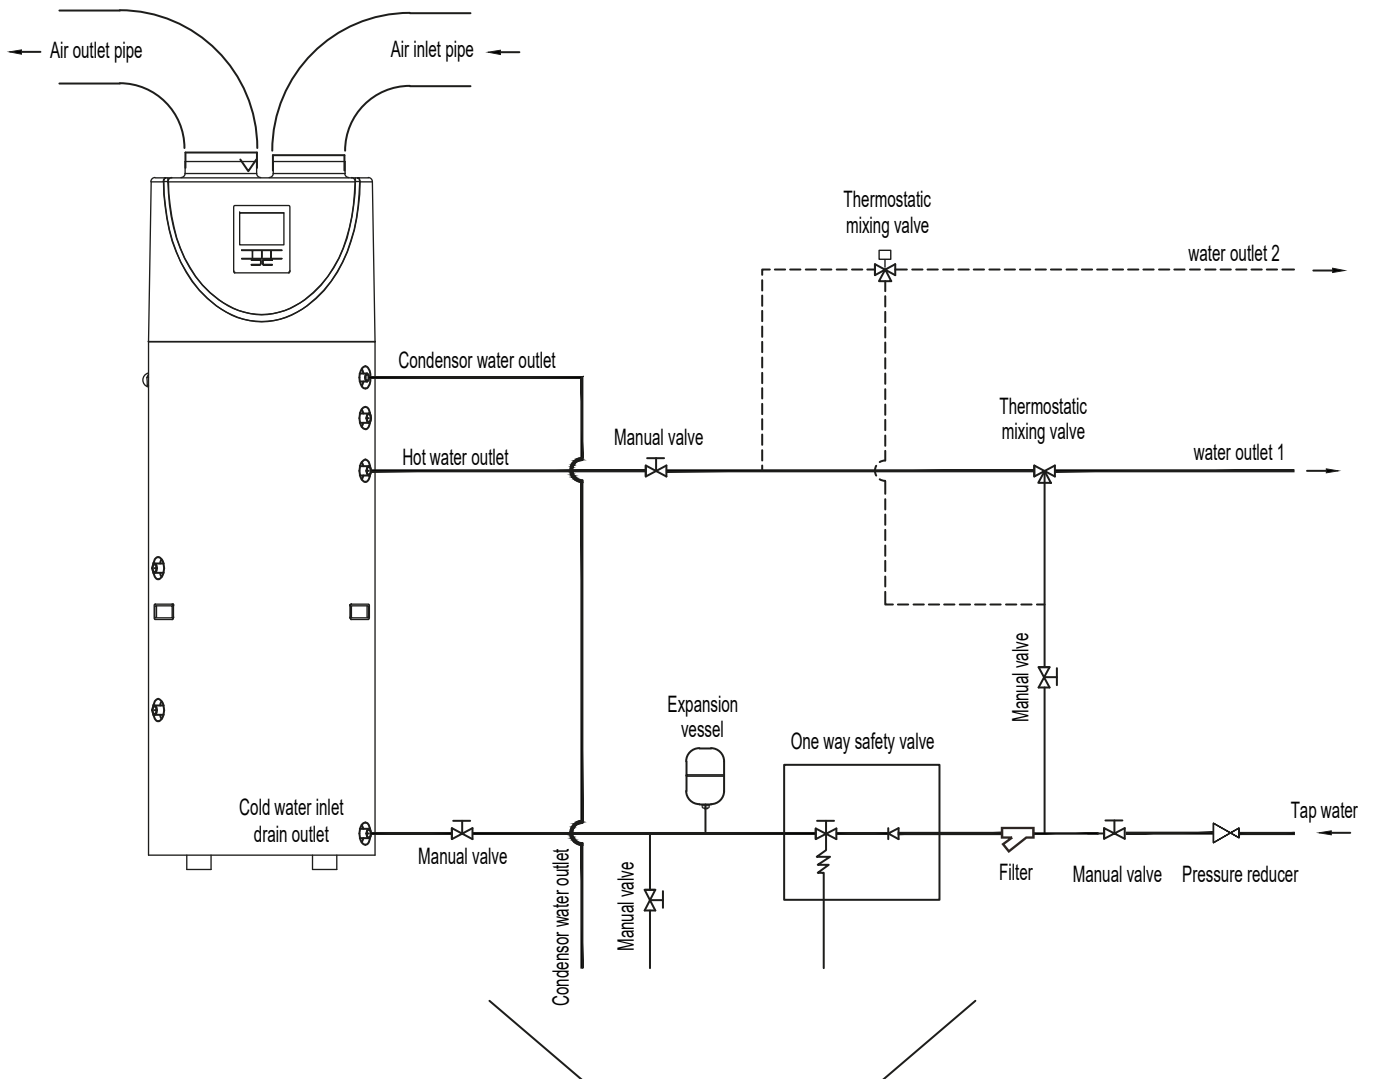 Air outlet pipe
Air inlet pipe
Thermostatic
mixing valve
water outlet 2
Condensor water outlet
Thermostatic
mixing valve
Manual valve
Hot water outlet
water outlet 1
Manual valve
Expansion
vessel
One way safety valve
Cold water inlet
drain outlet
Tap water
Manual valve
Condensor water outlet
Manual valve
Filter
Manual valve
Pressure reducer